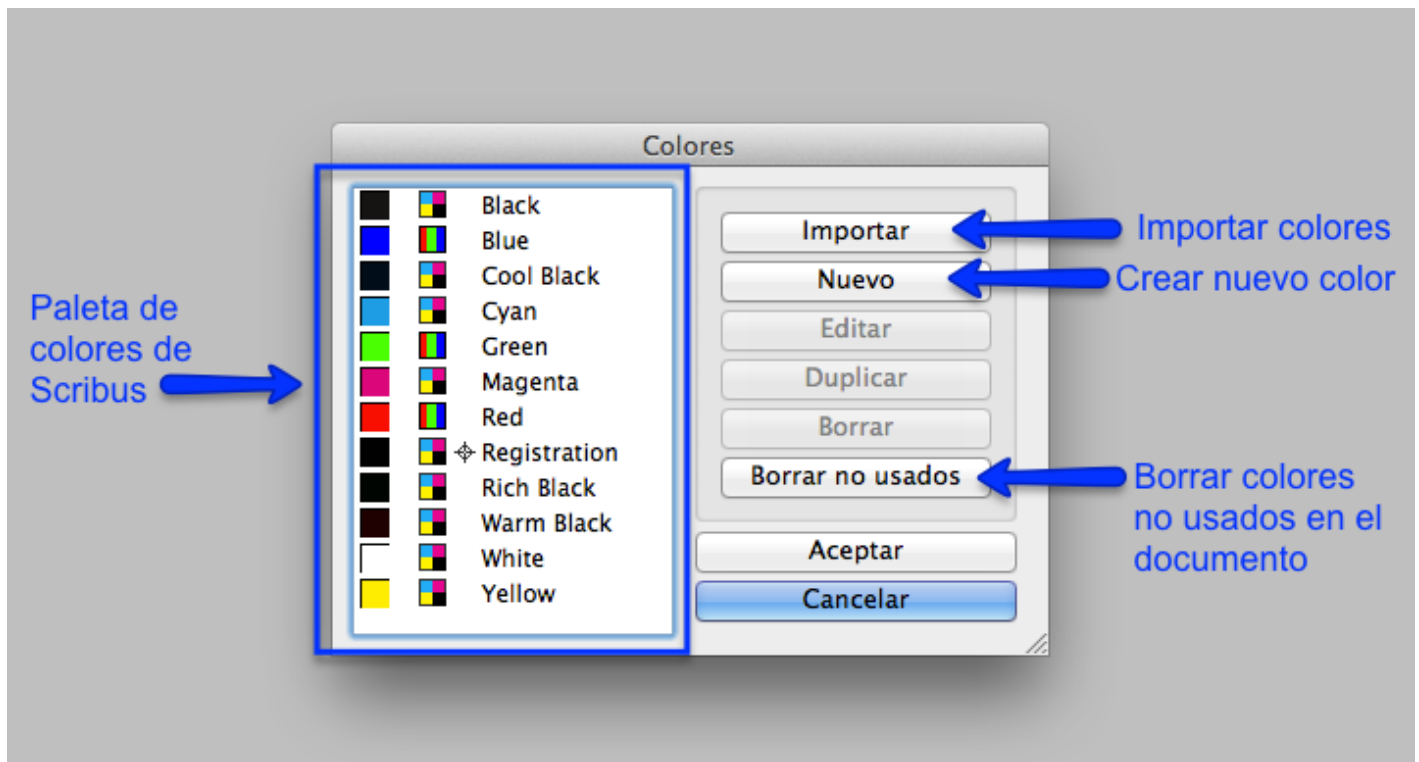 Colores
Paleta de
colores de
Scribus
Black
Blue
Cool Black
Cyan
Green
Magenta
Red
Registration
Rich Black
Warm Black
White
Yellow
Importar
Nuevo
Editar
Duplicar
Borrar
Borrar no usados
Aceptar
Cancelar
Importar colores
Crear nuevo color
Borrar colores
no usados en el
documento